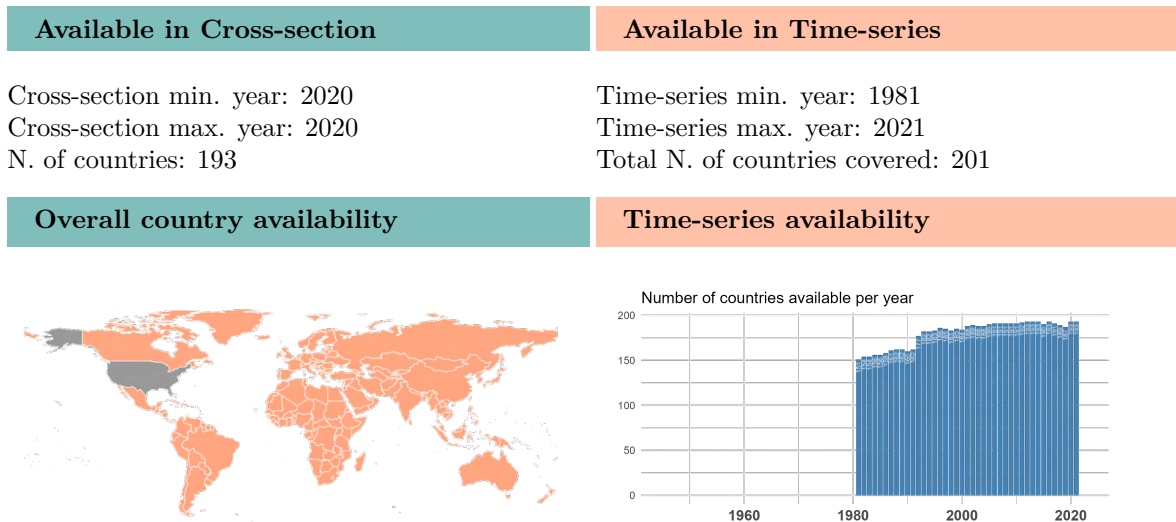 Available in Cross-section
Available in Time-series
Cross-section min. year: 2020
Cross-section max. year: 2020
N. of countries: 193
Time-series min. year: 1981
Time-series max. year: 2021
Total N. of countries covered: 201
Overall country availability
Time-series availability
Number of countries available per year
200
150
100
50
0
1960
1980
2000
2020